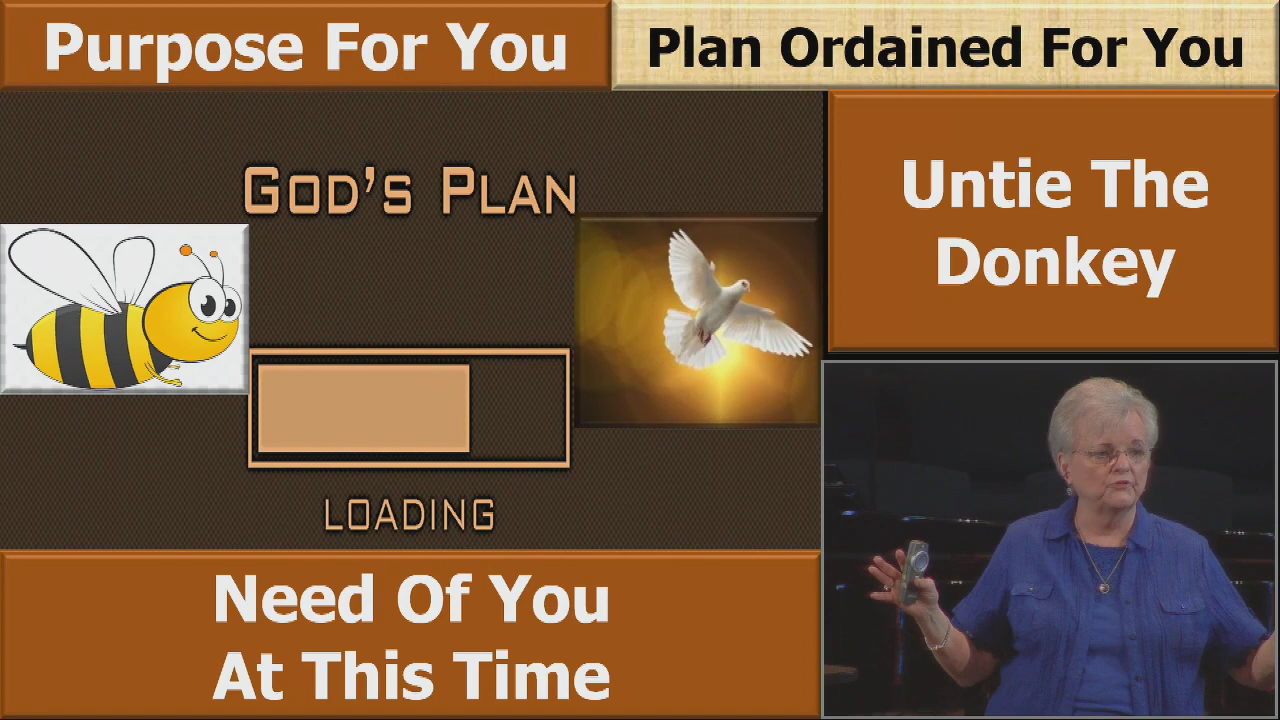 Purpose For You
Plan Ordained For You
God's Plan
Untie The
Donkey
LOADING
Need Of You
At This Time